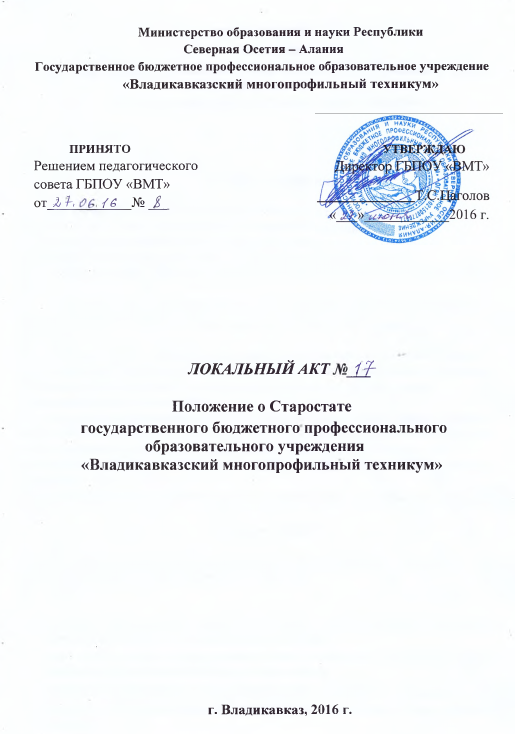 Министерство образования и науки Республики
Северная Осетия – Алания
Государственное бюджетное профессиональное образовательное учреждение
«Владикавказский многопрофильный техникум»
ПРИНЯТО
Решением педагогического
совета ГБПОУ «ВМТ»
от 27.06.16 № 8
УТВЕРЖДАЮ
Директор ГБПОУ «ВМТ»
Т.С.Цаголов
« » 2016 г.
ЛОКАЛЬНЫЙ АКТ № 17
Положение о Старостате
государственного бюджетного профессионального
образовательного учреждения
«Владикавказский многопрофильный техникум»
г. Владикавказ, 2016 г.